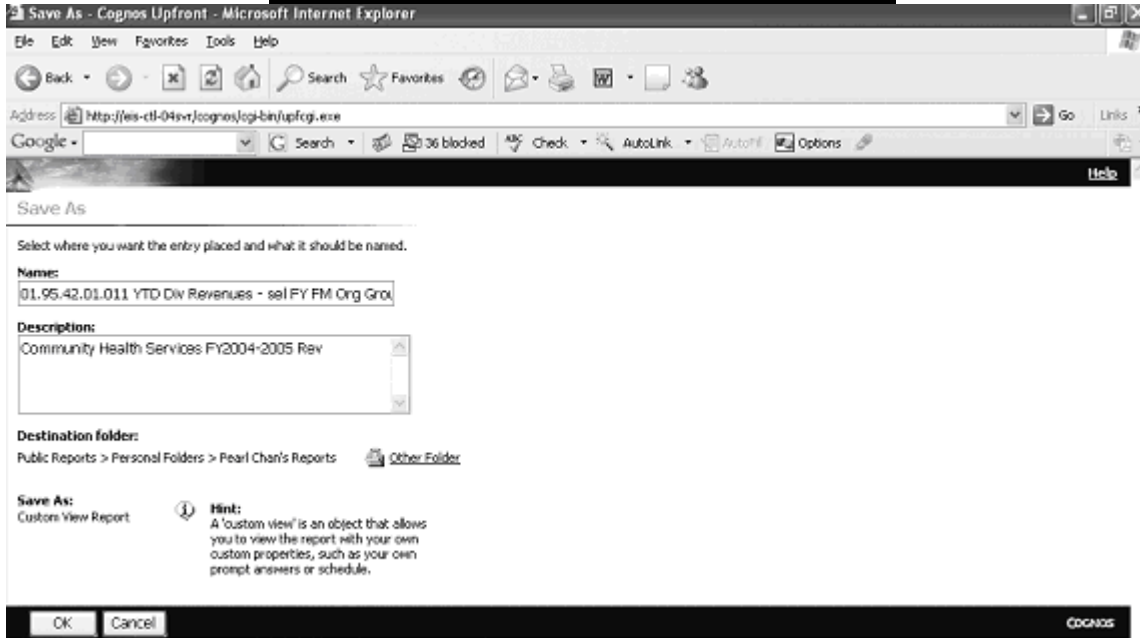 Save As - Cognos Upfront - Microsoft Internet Explorer
File Edit View Favorites Tools Help
Back Search Favorites
Address http://eis-ctl-04svr/cognos/cgi-bin/upfcgi.exe Go Links
Google Search 36 blocked Check AutoLink AutoFill Options
Help
Save As
Select where you want the entry placed and what it should be named.
Name:
01.95.42.01.011 YTD Div Revenues - sel FY FM Org Grou
Description:
Community Health Services FY2004-2005 Rev
Destination folder:
Public Reports > Personal Folders > Pearl Chan's Reports Other Folder
Save As:
Custom View Report
Hint:
A 'custom view' is an object that allows
you to view the report with your own
custom properties, such as your own
prompt answers or schedule.
OK Cancel COGNOS